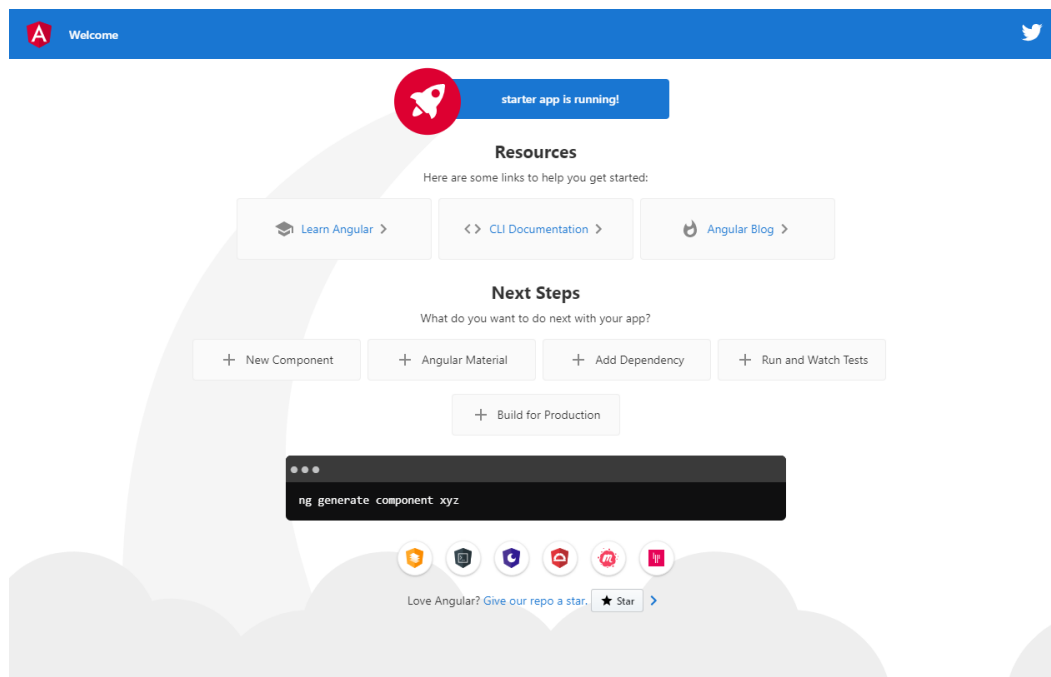 Welcome
starter app is running!
Resources
Here are some links to help you get started:
Learn Angular
CLI Documentation
Angular Blog
Next Steps
What do you want to do next with your app?
New Component
Angular Material
Add Dependency
Run and Watch Tests
Build for Production
ng generate component xyz
Love Angular? Give our repo a star. Star